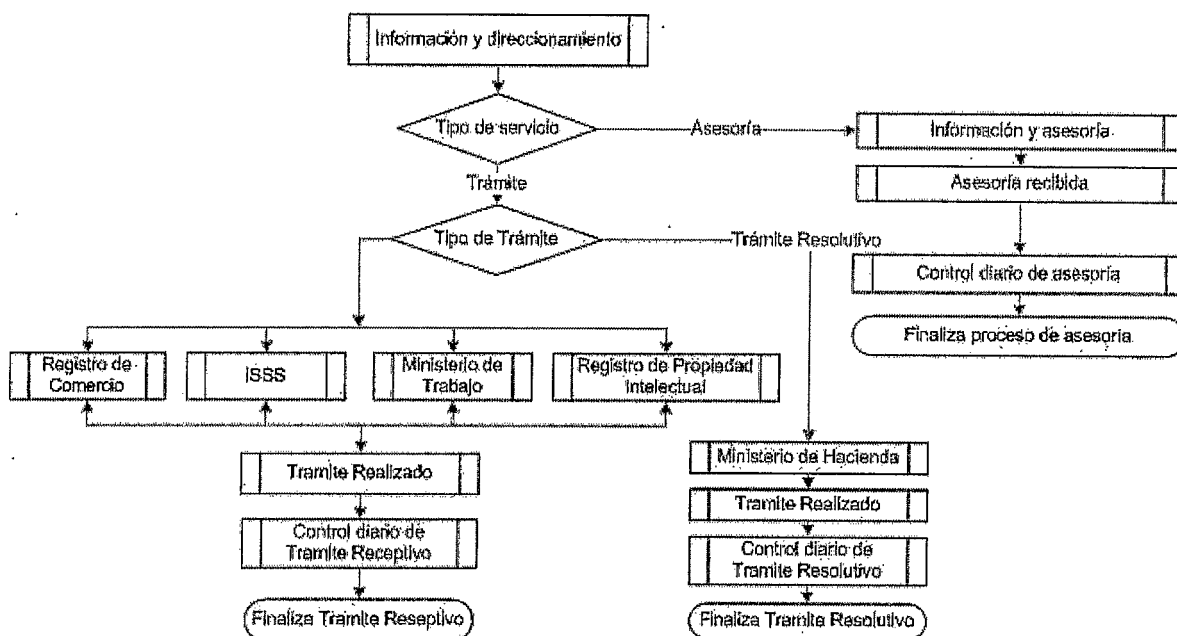 Información y direccionamiento
Tipo de servicio
Asesoría
Información y asesoría
Trámite
Asesoría recibida
Tipo de Trámite
Trámite Resolutivo
Control diario de asesoría
Finaliza proceso de asesoría
Registro de
Comercio
ISSS
Ministerio de
Trabajo
Registro de Propiedad
Intelectual
Ministerio de Hacienda
Tramite Realizado
Tramite Realizado
Control diario de
Tramite Receptivo
Control diario de
Tramite Resolutivo
Finaliza Tramite Reseptivo
Finaliza Tramite Resolutivo